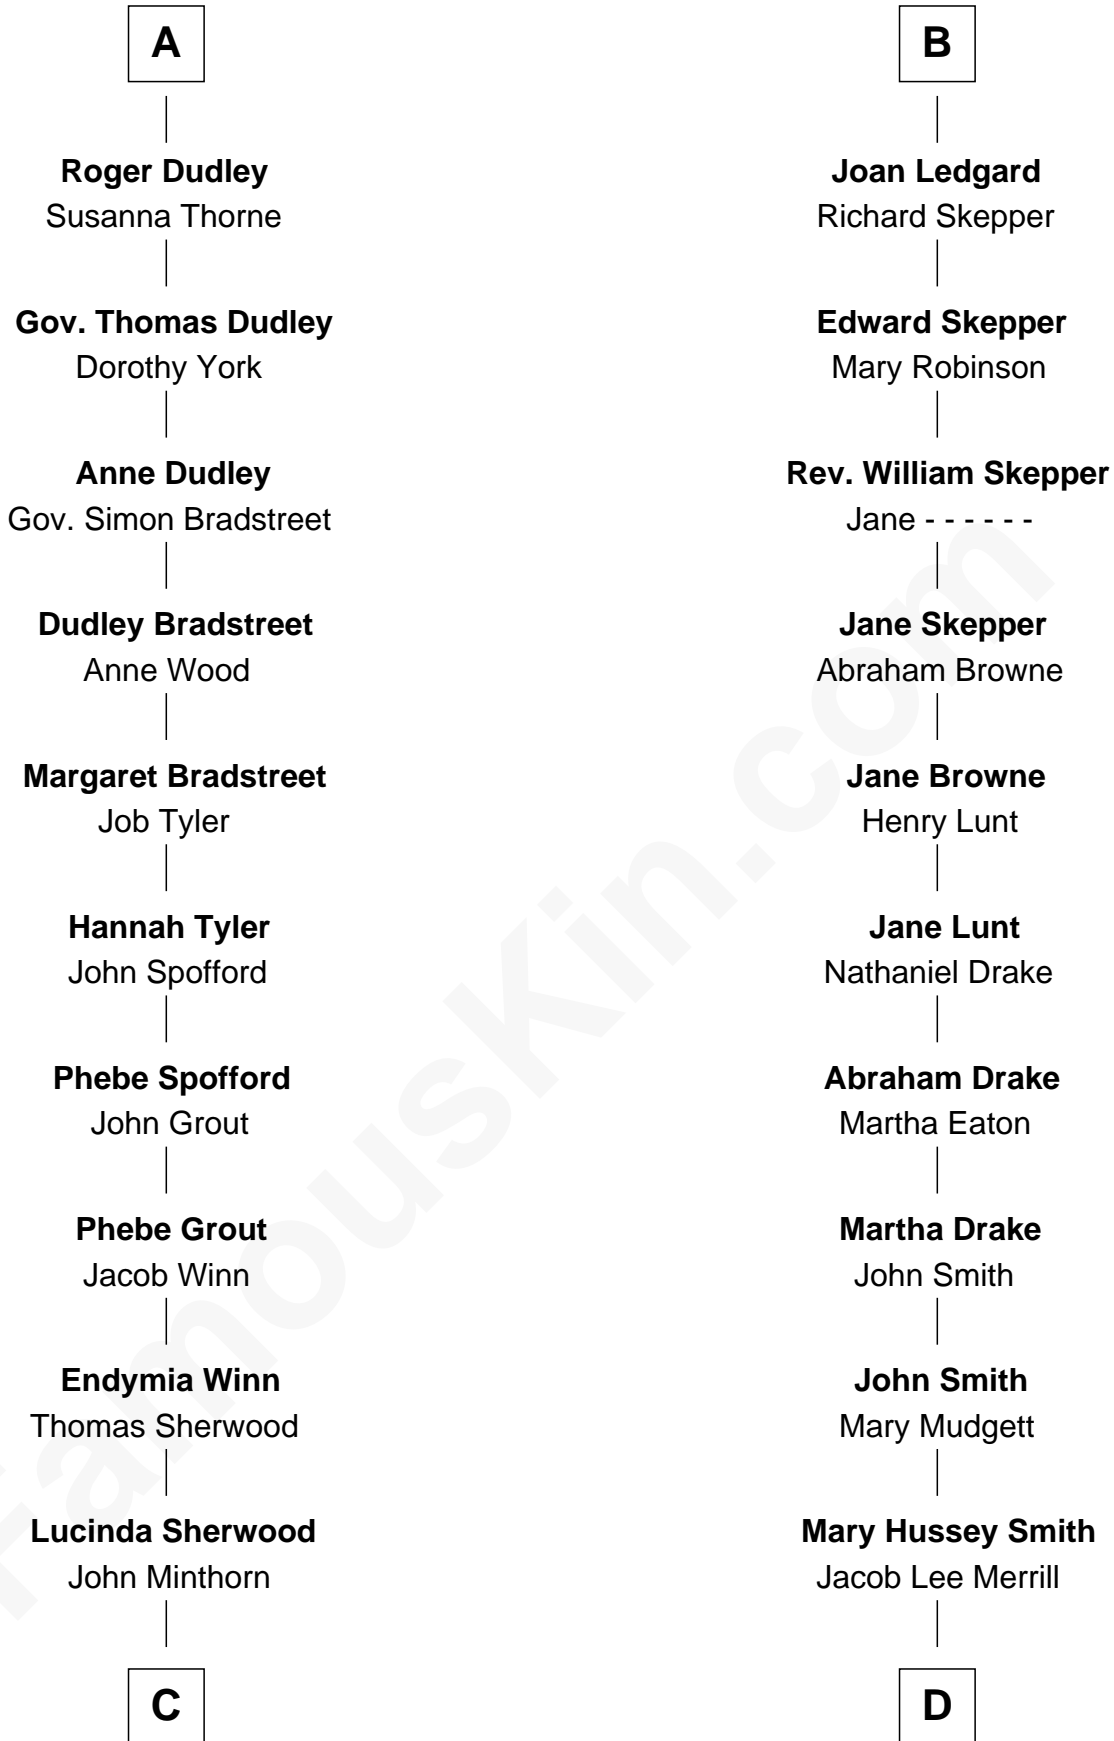 A
Roger Dudley
Susanna Thorne
Gov. Thomas Dudley
Dorothy York
Anne Dudley
Gov. Simon Bradstreet
Dudley Bradstreet
Anne Wood
Margaret Bradstreet
Job Tyler
Hannah Tyler
John Spofford
Phebe Spofford
John Grout
Phebe Grout
Jacob Winn
Endymia Winn
Thomas Sherwood
Lucinda Sherwood
John Minthorn
C
B
Joan Ledgard
Richard Skepper
Edward Skepper
Mary Robinson
Rev. William Skepper
Jane - - - - - -
Jane Skepper
Abraham Browne
Jane Browne
Henry Lunt
Jane Lunt
Nathaniel Drake
Abraham Drake
Martha Eaton
Martha Drake
John Smith
John Smith
Mary Mudgett
Mary Hussey Smith
Jacob Lee Merrill
D
FamousKin.com